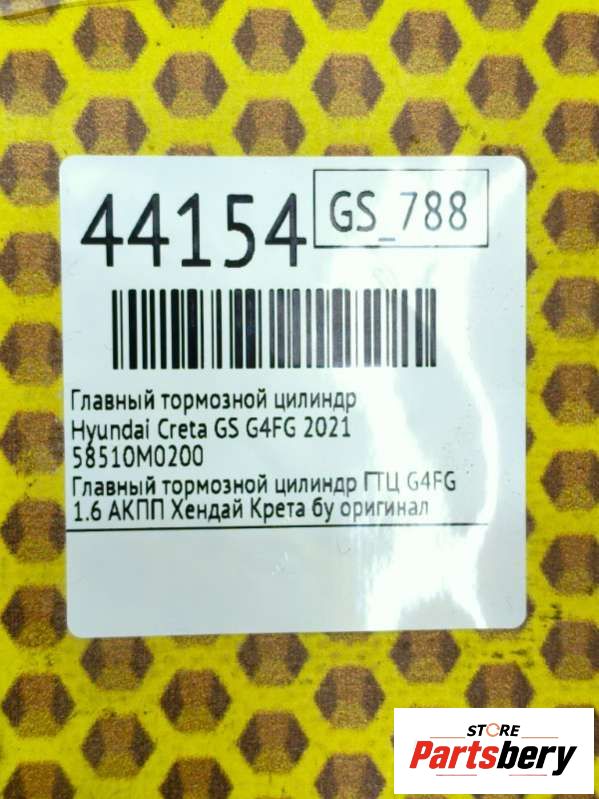 44154
GS_788
Главный тормозной цилиндр
Hyundai Creta GS G4FG 2021
58510M0200
Главный тормозной цилиндр ГТЦ G4FG
1.6 АКПП Хендай Крета бу оригинал
STORE
Partsbery